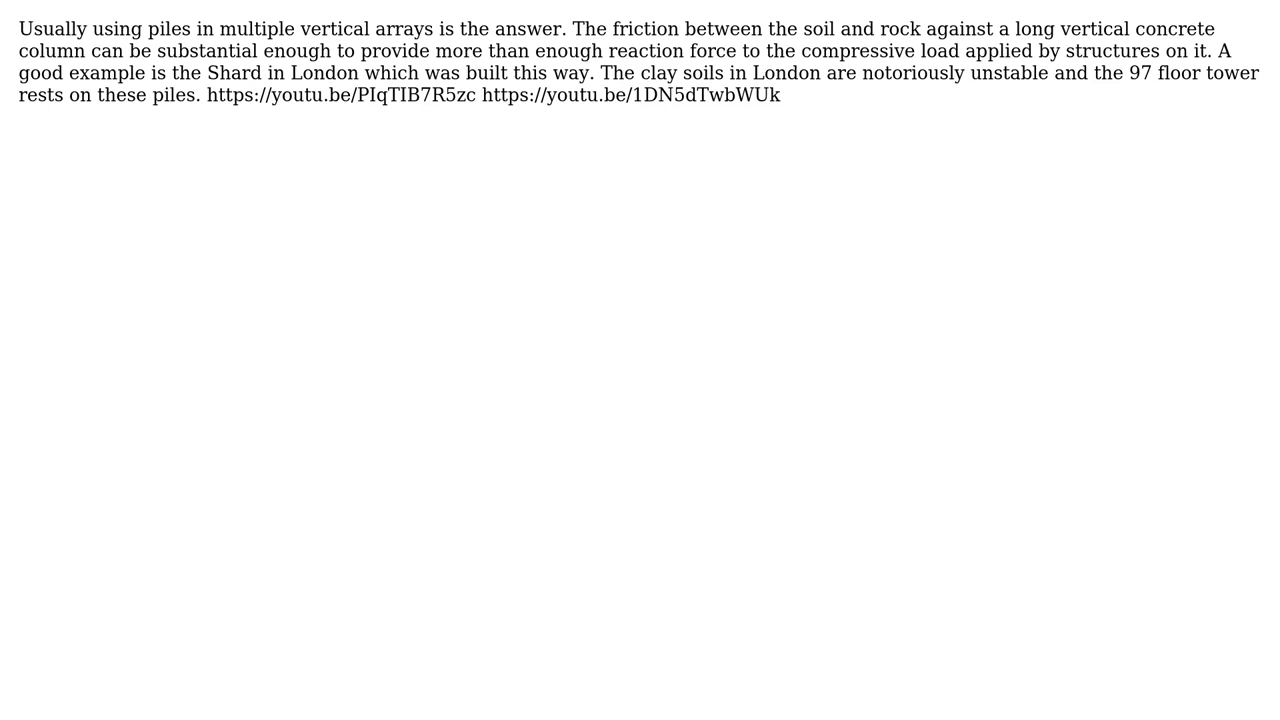 Usually using piles in multiple vertical arrays is the answer. The friction between the soil and rock against a long vertical concrete
column can be substantial enough to provide more than enough reaction force to the compressive load applied by structures on it. A
good example is the Shard in London which was built this way. The clay soils in London are notoriously unstable and the 97 floor tower
rests on these piles. https://youtu.be/PIqTIB7R5zc https://youtu.be/1DN5dTwbWUk